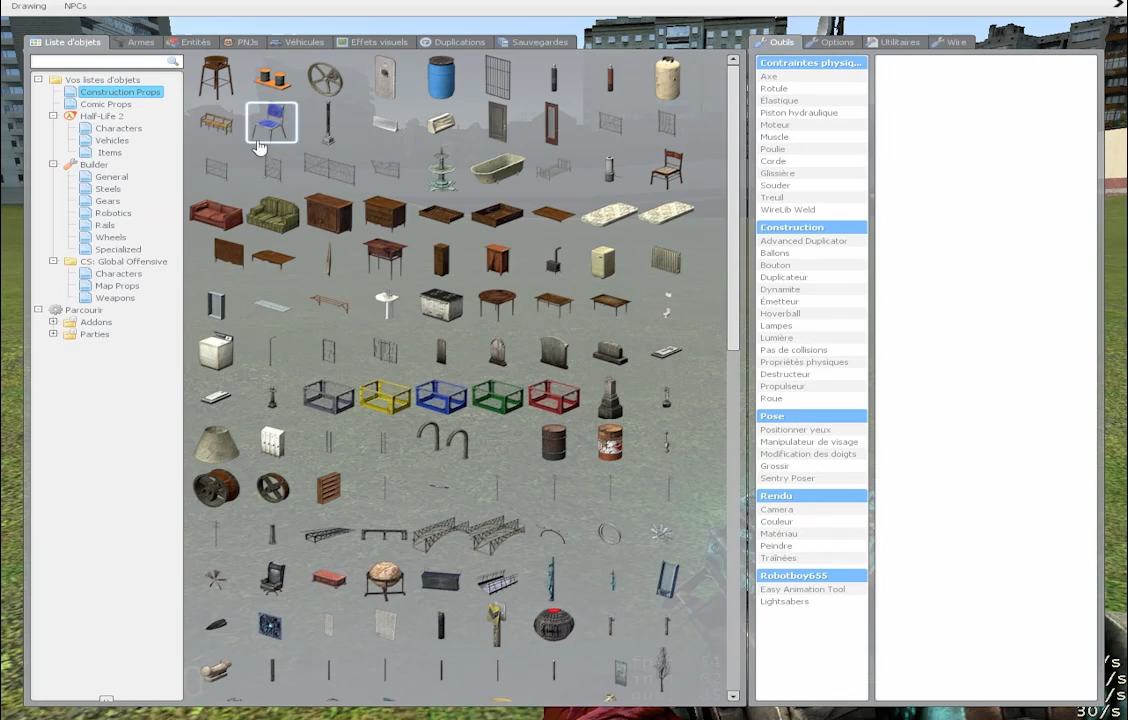 Drawing NPCs
Liste d'objets Armes Entités PNJs Véhicules Effets visuels Duplications Sauvegardes
Outils Options Utilitaires Wire
Vos listes d'objets
Construction Props
Comic Props
Half-Life 2
Characters
Vehicles
Items
Builder
General
Steels
Gears
Robotics
Rails
Wheels
Specialized
CS: Global Offensive
Characters
Map Props
Weapons
Parcourir
Addons
Parties
Contraintes physiq...
Axe
Rotule
Élastique
Piston hydraulique
Moteur
Muscle
Poulie
Corde
Glissière
Souder
Treuil
WireLib Weld
Construction
Advanced Duplicator
Ballons
Bouton
Duplicateur
Dynamite
Émetteur
Hoverball
Lampes
Lumière
Pas de collisions
Propriétés physiques
Destructeur
Propulseur
Roue
Pose
Positionner yeux
Manipulateur de visage
Modification des doigts
Grossir
Sentry Poser
Rendu
Camera
Couleur
Matériau
Peindre
Traînées
Robotboy655
Easy Animation Tool
Lightsabers
/s
/s
/s
30/s